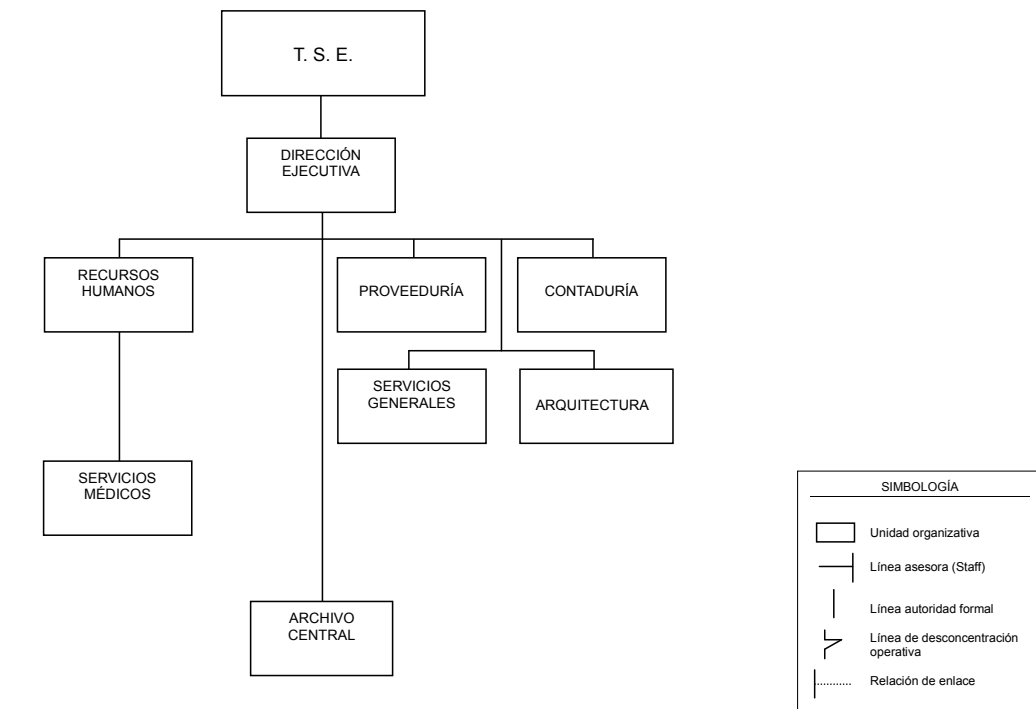 T. S. E.
DIRECCIÓN
EJECUTIVA
RECURSOS
HUMANOS
PROVEEDURÍA
CONTADURÍA
SERVICIOS
GENERALES
ARQUITECTURA
SERVICIOS
MÉDICOS
ARCHIVO
CENTRAL
SIMBOLOGÍA
Unidad organizativa
Línea asesora (Staff)
Línea autoridad formal
Línea de desconcentración
operativa
Relación de enlace